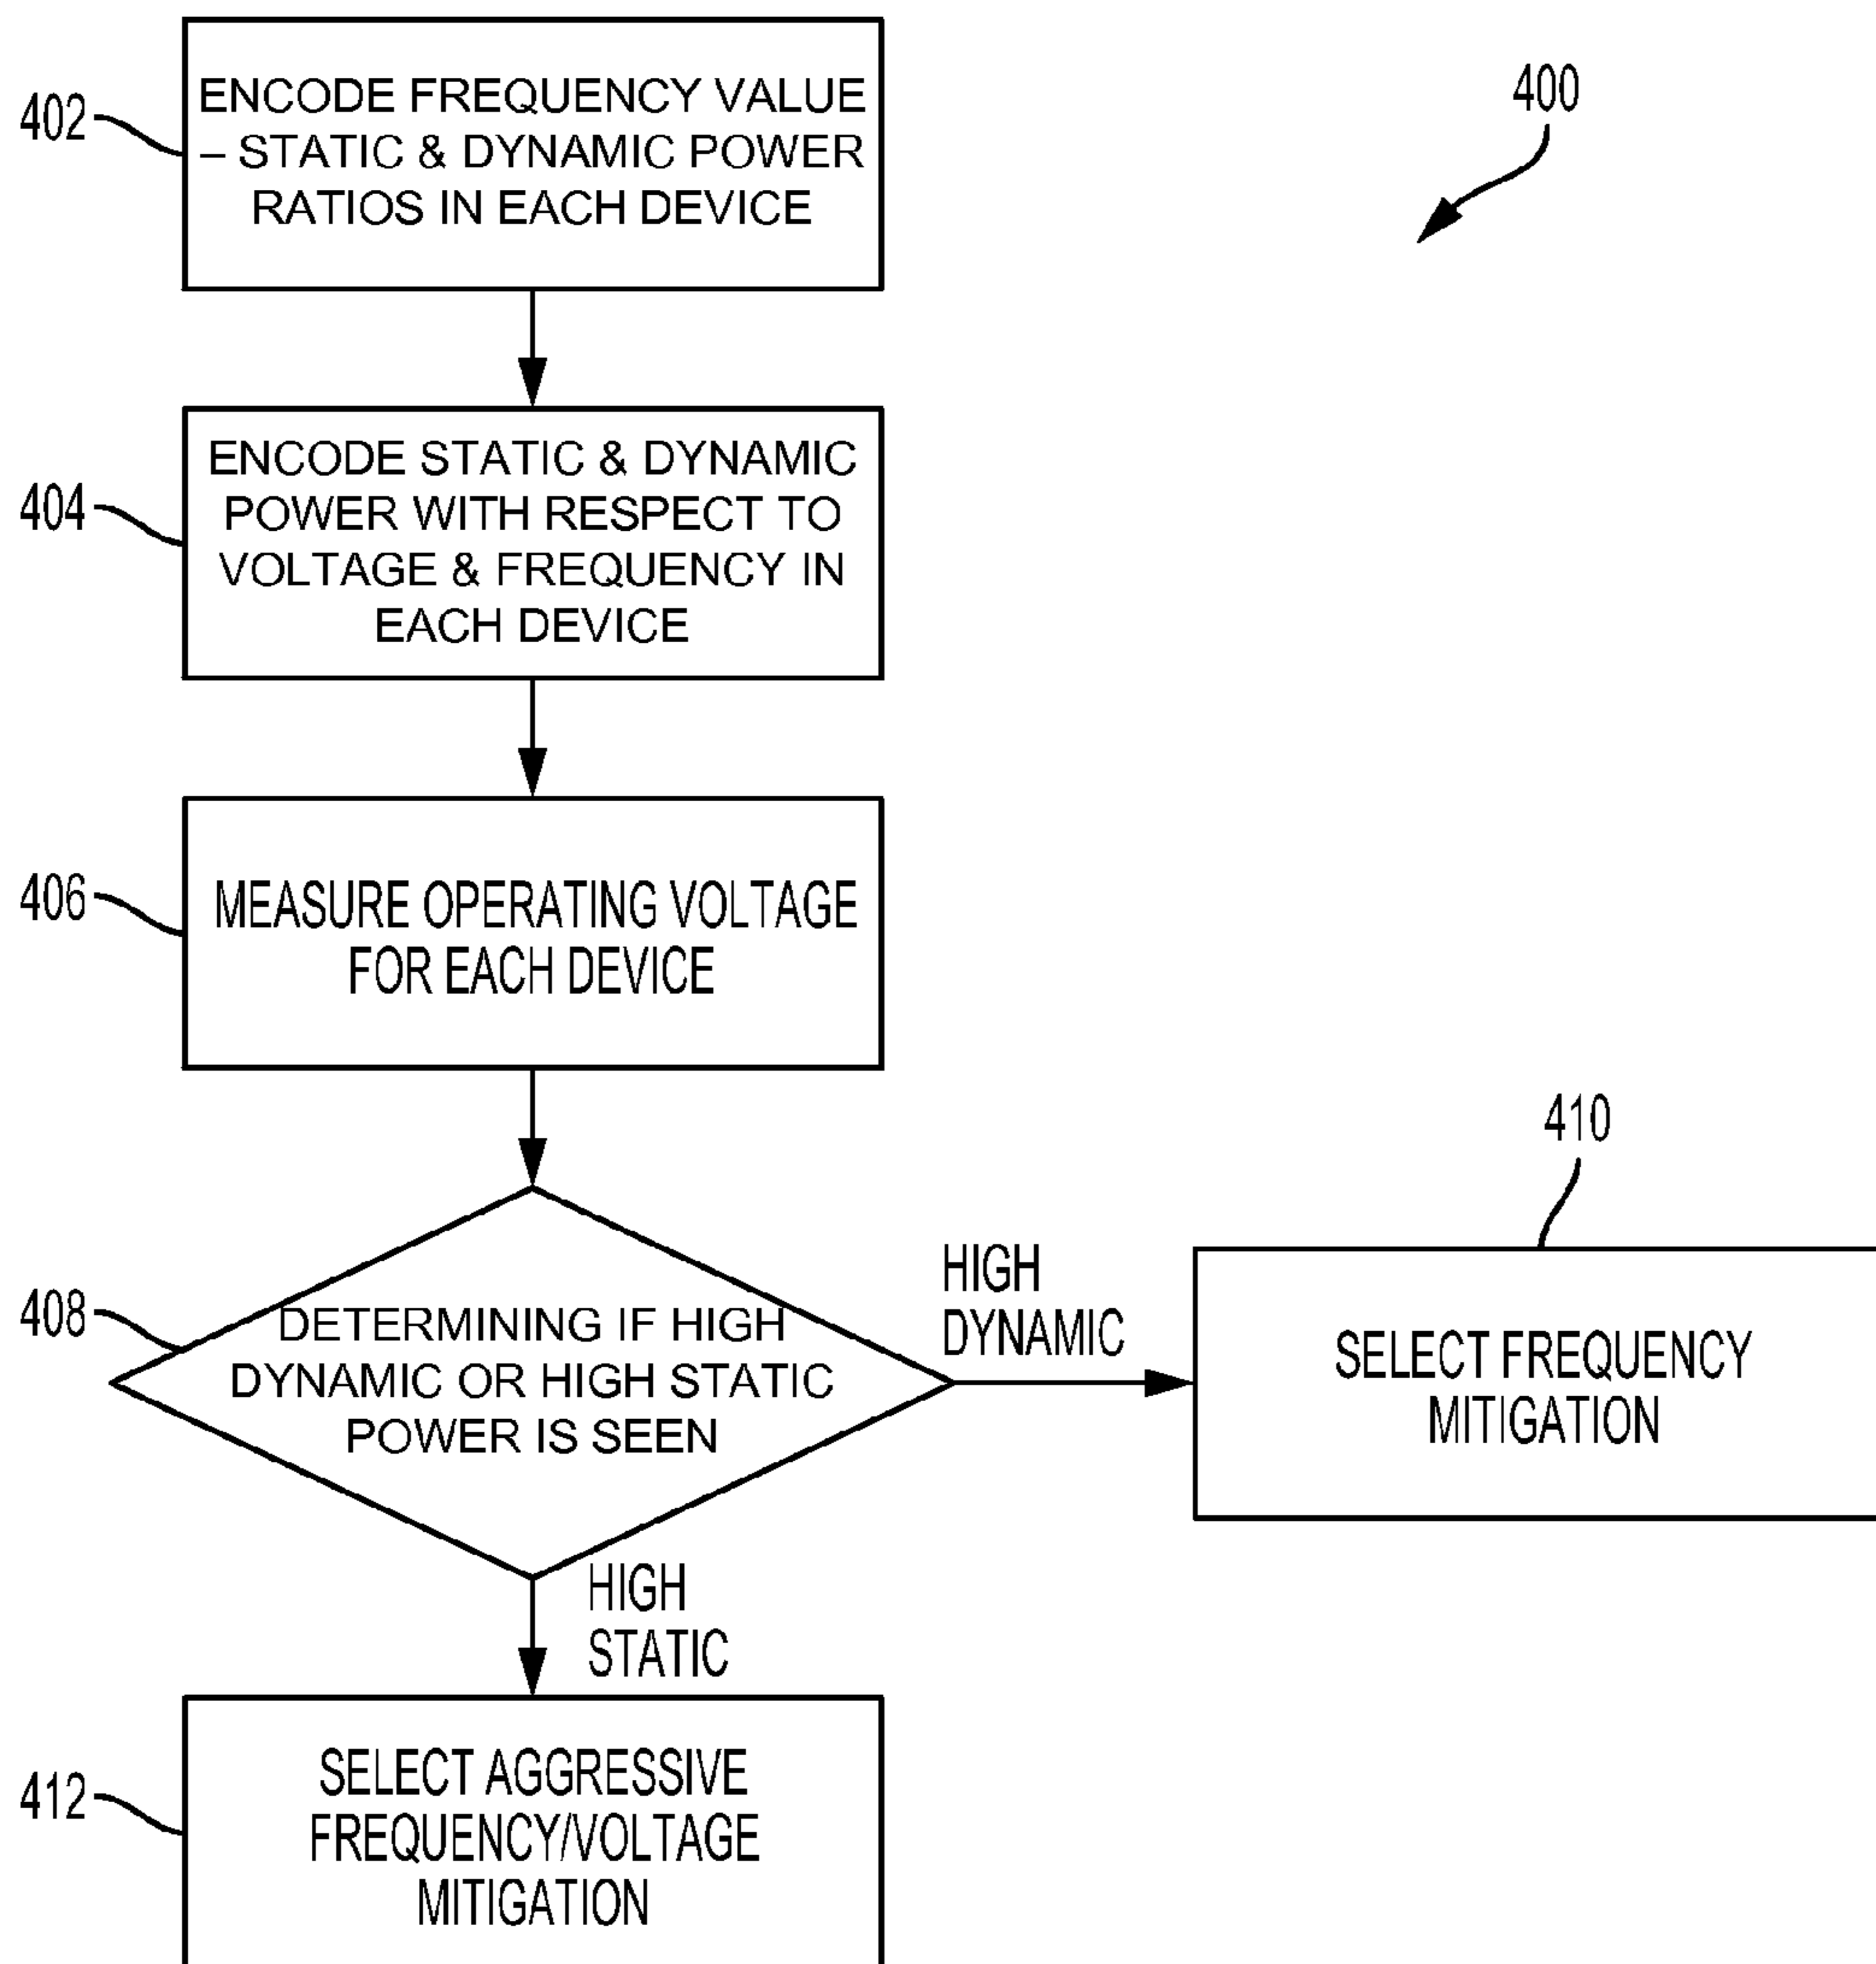 400
402
ENCODE FREQUENCY VALUE
– STATIC & DYNAMIC POWER
RATIOS IN EACH DEVICE
404
ENCODE STATIC & DYNAMIC
POWER WITH RESPECT TO
VOLTAGE & FREQUENCY IN
EACH DEVICE
406
MEASURE OPERATING VOLTAGE
FOR EACH DEVICE
408
DETERMINING IF HIGH
DYNAMIC OR HIGH STATIC
POWER IS SEEN
HIGH
DYNAMIC
410
SELECT FREQUENCY
MITIGATION
HIGH
STATIC
412
SELECT AGGRESSIVE
FREQUENCY/VOLTAGE
MITIGATION